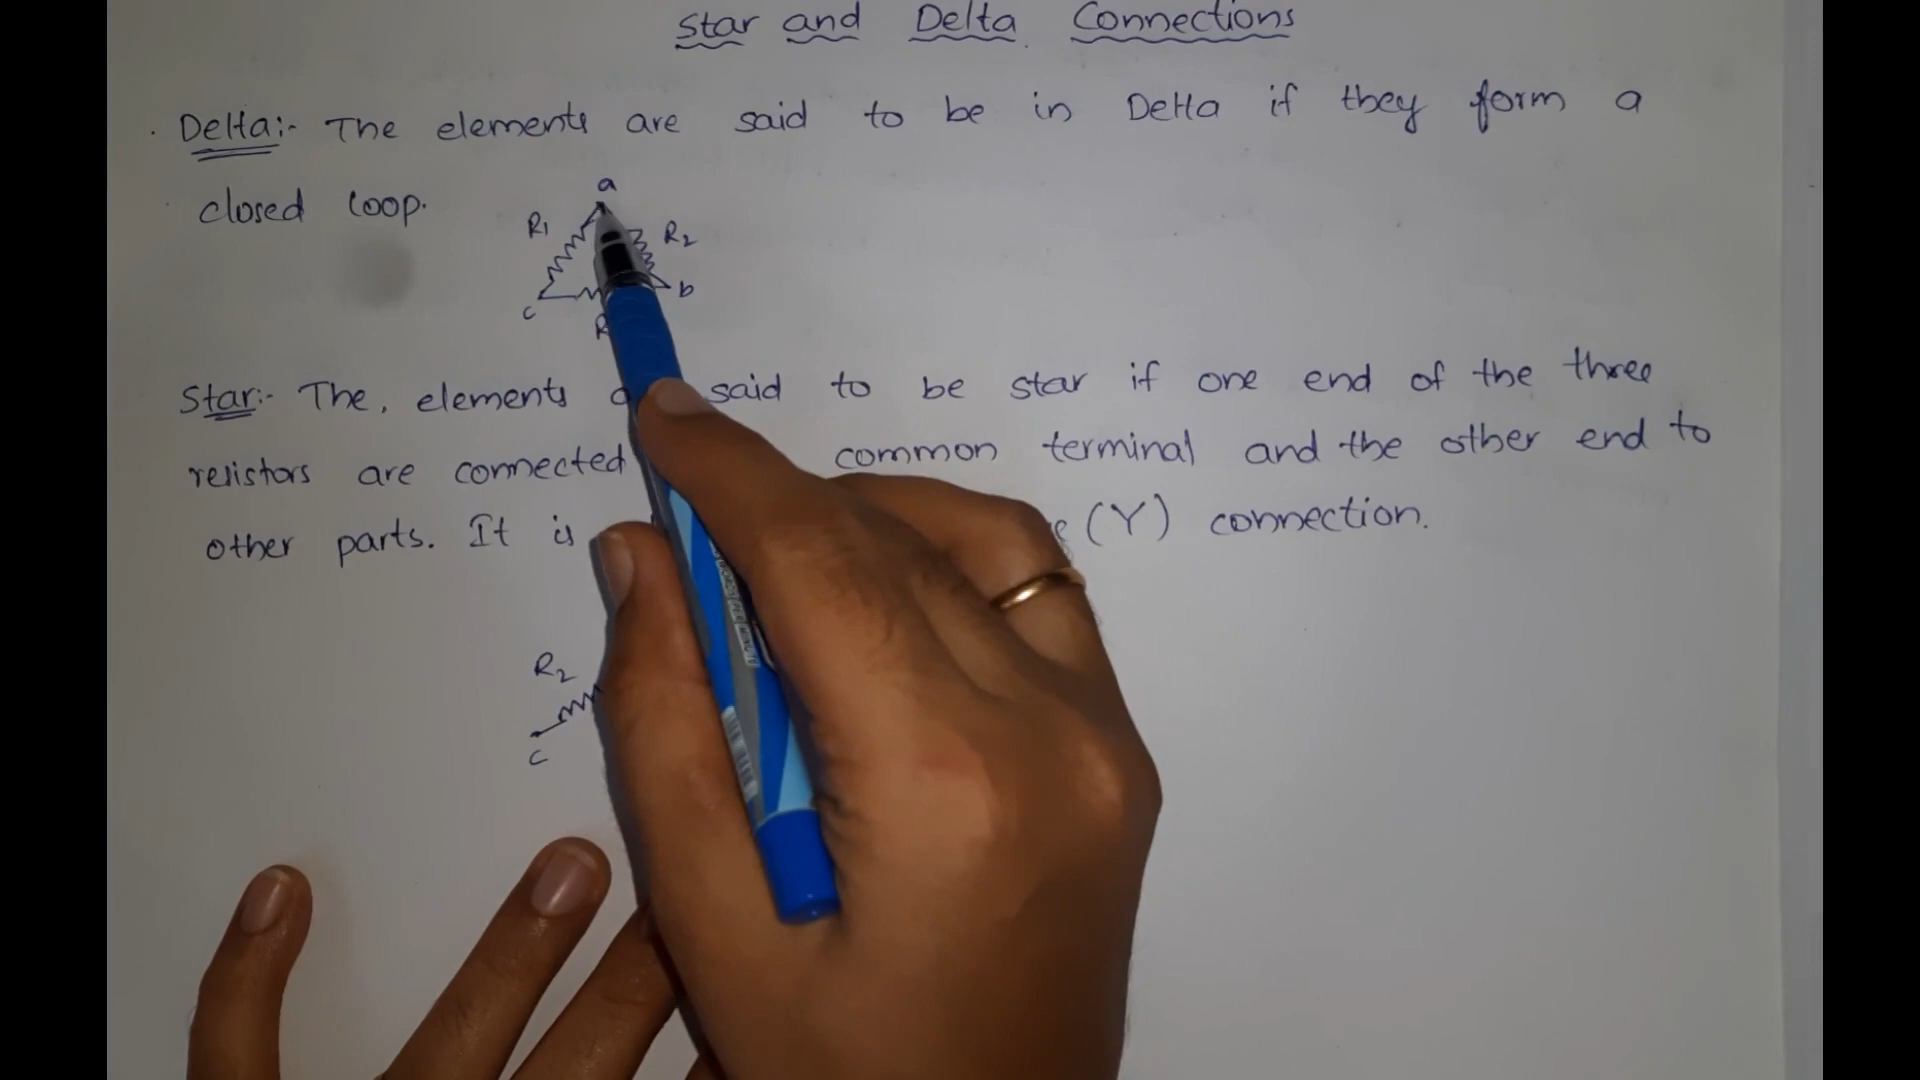 Star and Delta Connections
Delta:- The elements are said to be in Delta if they form a
closed loop.
a
R1
R2
c
b
R
Star:- The, elements said to be star if one end of the three
resistors are connected common terminal and the other end to
other parts. It is (Y) connection.
R2
c